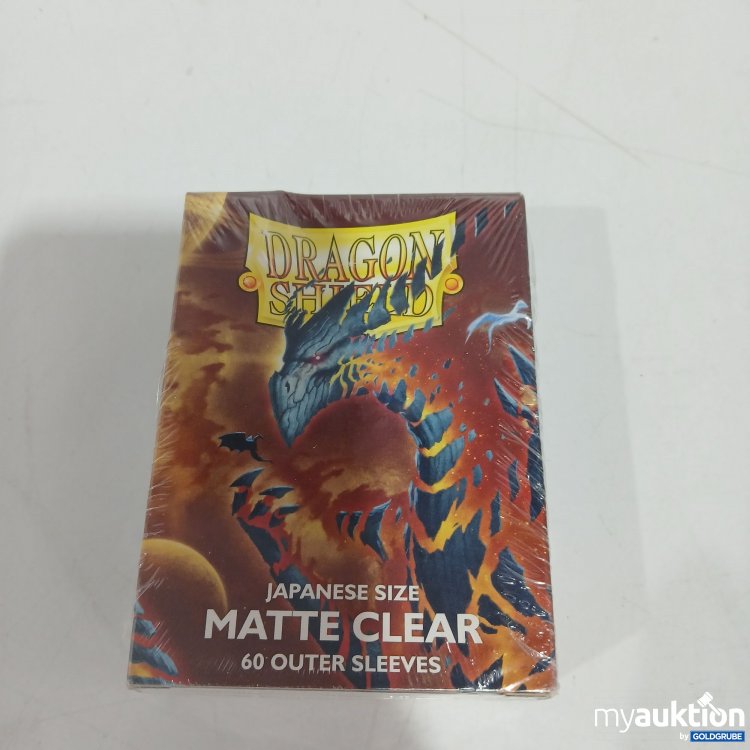 DRAGON
SHIELD
JAPANESE SIZE
MATTE CLEAR
60 OUTER SLEEVES
myauktion
by GOLDGRUBE